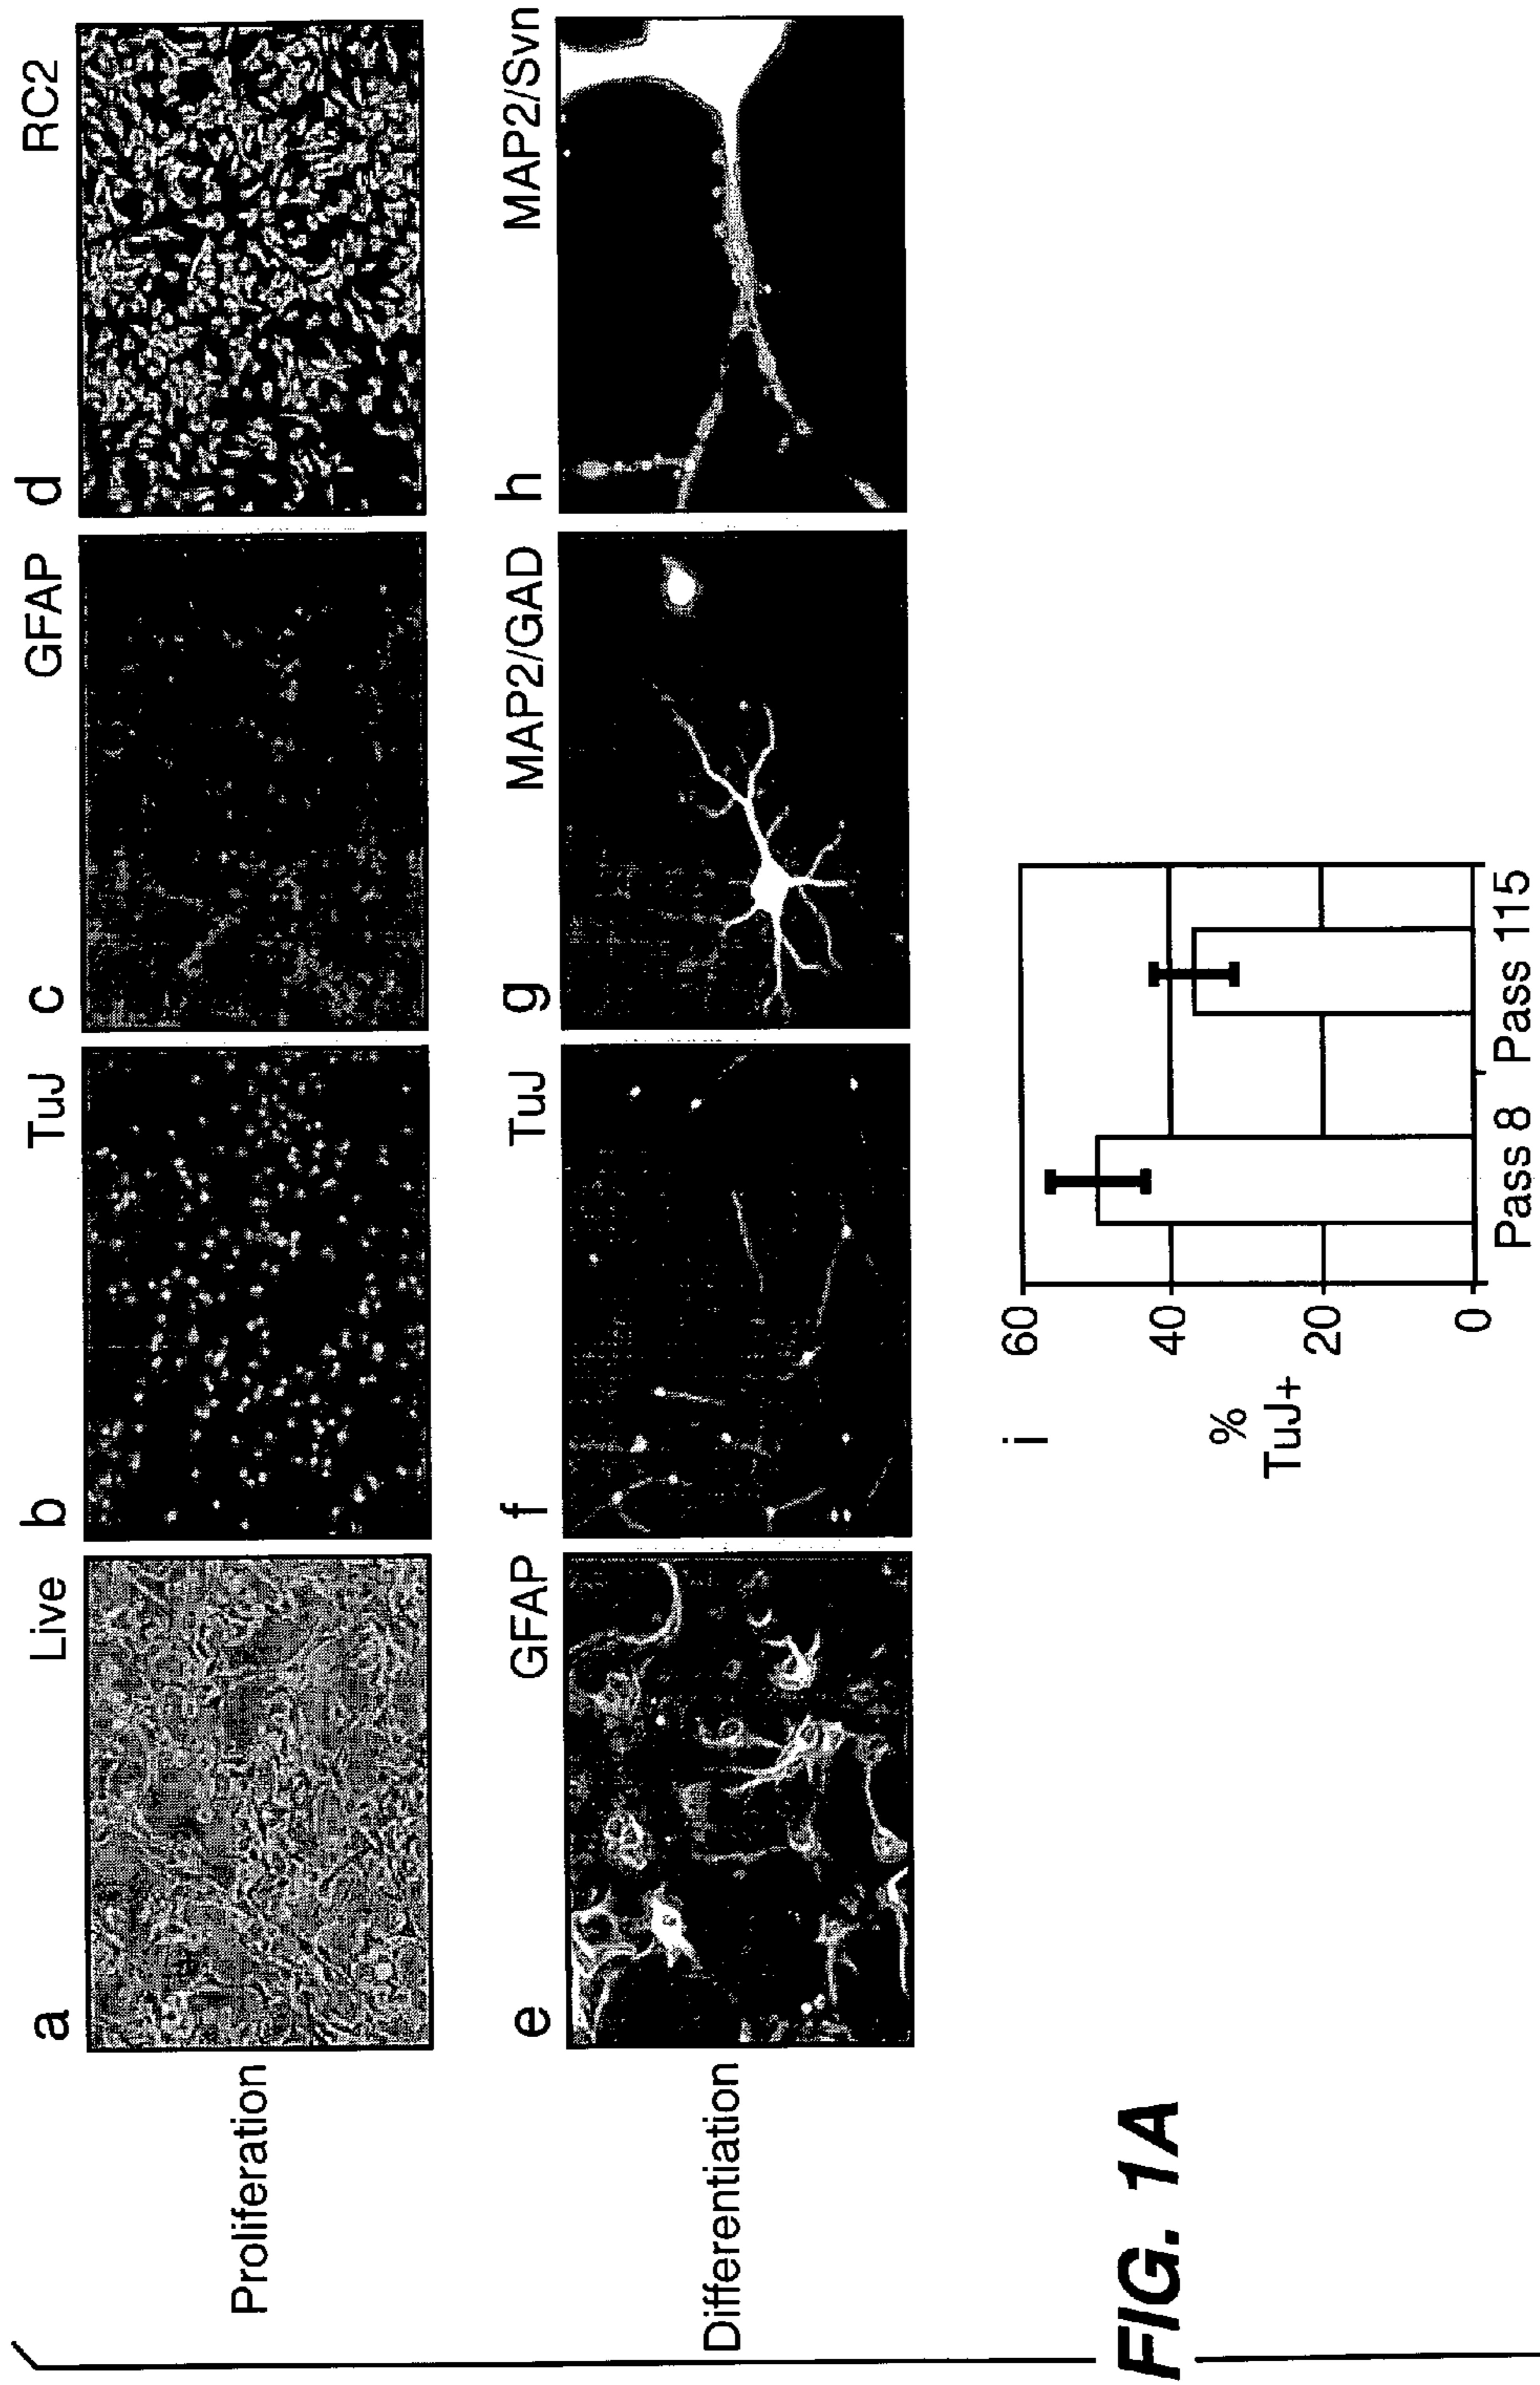 a Live b TuJ c GFAP d RC2
Proliferation
e GFAP f TuJ g MAP2/GAD h MAP2/Syn
Differentiation
i
60
40
20
0
%
TuJ+
Pass 8 Pass 115
FIG. 1A